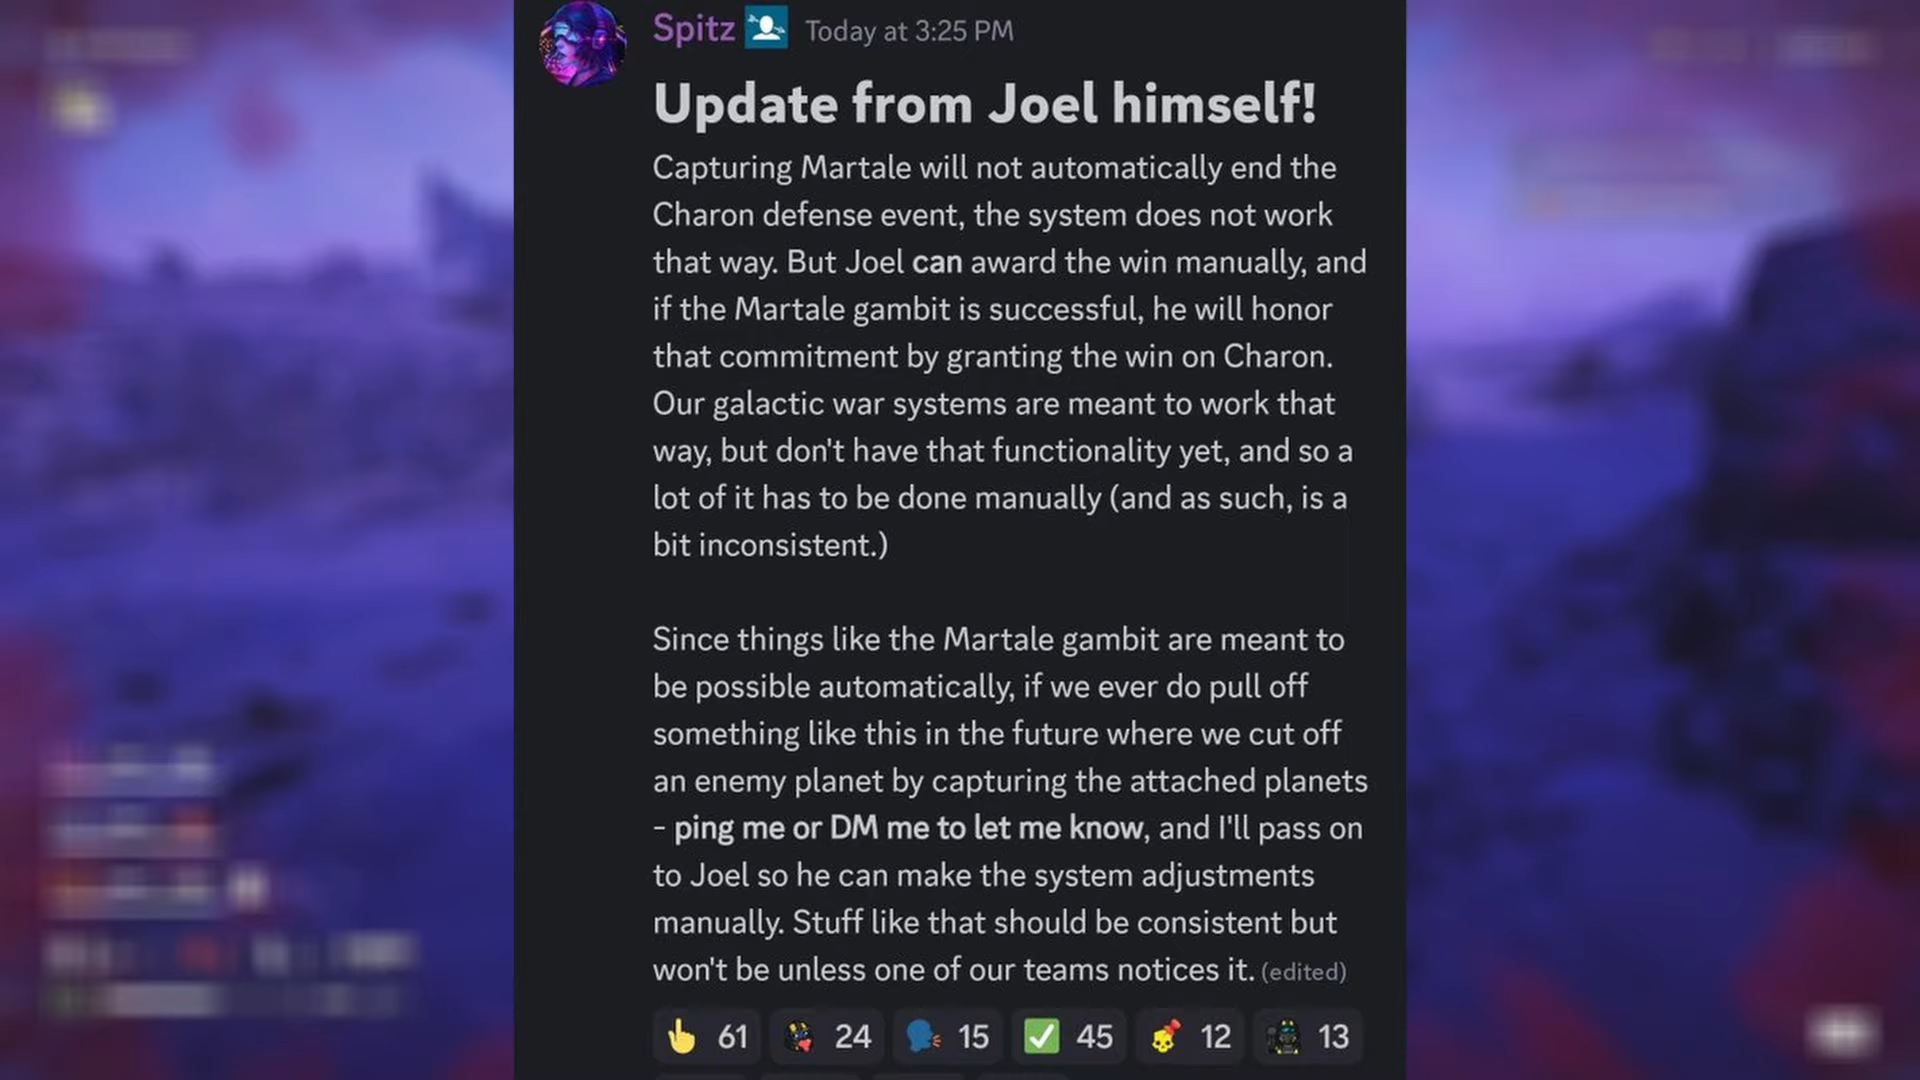 Spitz Today at 3:25 PM
Update from Joel himself!
Capturing Martale will not automatically end the
Charon defense event, the system does not work
that way. But Joel can award the win manually, and
if the Martale gambit is successful, he will honor
that commitment by granting the win on Charon.
Our galactic war systems are meant to work that
way, but don't have that functionality yet, and so a
lot of it has to be done manually (and as such, is a
bit inconsistent.)
Since things like the Martale gambit are meant to
be possible automatically, if we ever do pull off
something like this in the future where we cut off
an enemy planet by capturing the attached planets
- ping me or DM me to let me know, and I'll pass on
to Joel so he can make the system adjustments
manually. Stuff like that should be consistent but
won't be unless one of our teams notices it. (edited)
61 24 15 45 12 13